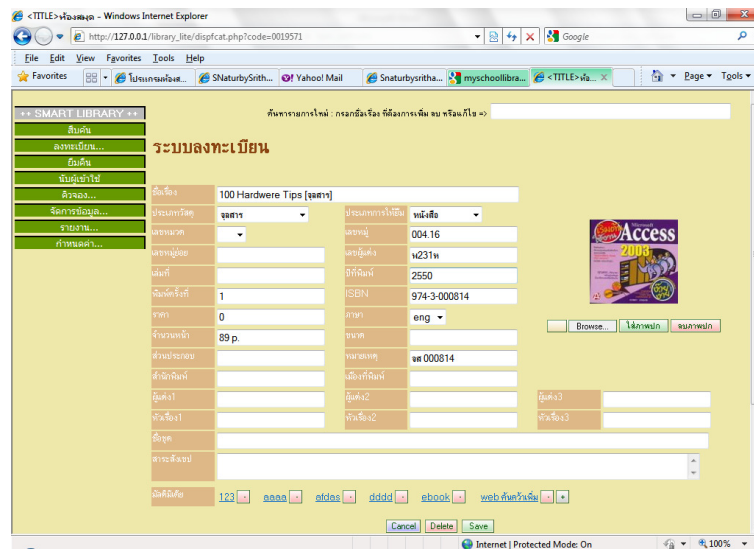 <TITLE>ห้องสมุด - Windows Internet Explorer
http://127.0.0.1/library_lite/dispfcat.php?code=0019571
Google
File Edit View Favorites Tools Help
Favorites
โปรแกรมห้องส...
SNaturbySrith...
Yahoo! Mail
Snaturbysritha...
myschoollibra...
<TITLE>ห้อ...
Page
Tools
++ SMART LIBRARY ++
สืบค้น
ลงทะเบียน...
ยืมคืน
นับผู้เข้าใช้
คิวจอง...
จัดการข้อมูล...
รายงาน...
กำหนดค่า...
ค้นหารายการใหม่ : กรอกชื่อเรื่อง ที่ต้องการเพิ่ม ลบ หรือแก้ไข =>
ระบบลงทะเบียน
ชื่อเรื่อง 100 Hardwere Tips [จุลสาร]
ประเภทวัสดุ จุลสาร ประเภทการให้ยืม หนังสือ
เลขหมวด เลขหมู่ 004.16
เลขหมู่ย่อย เลขผู้แต่ง ห231ห
เล่มที่ ปีที่พิมพ์ 2550
พิมพ์ครั้งที่ 1 ISBN 974-3-000814
ราคา 0 ภาษา eng
จำนวนหน้า 89 p. ขนาด
ส่วนประกอบ หมายเหตุ จส 000814
สำนักพิมพ์ เมืองที่พิมพ์
ผู้แต่ง1 ผู้แต่ง2 ผู้แต่ง3
หัวเรื่อง1 หัวเรื่อง2 หัวเรื่อง3
ชื่อชุด
สาระสังเขป
มัลติมีเดีย 123 - aaaa - afdas - dddd - ebook - web ค้นคว้าเพิ่ม - +
Microsoft
Access
2003
Browse... ใส่ภาพปก ลบภาพปก
Cancel Delete Save
Internet | Protected Mode: On
100%